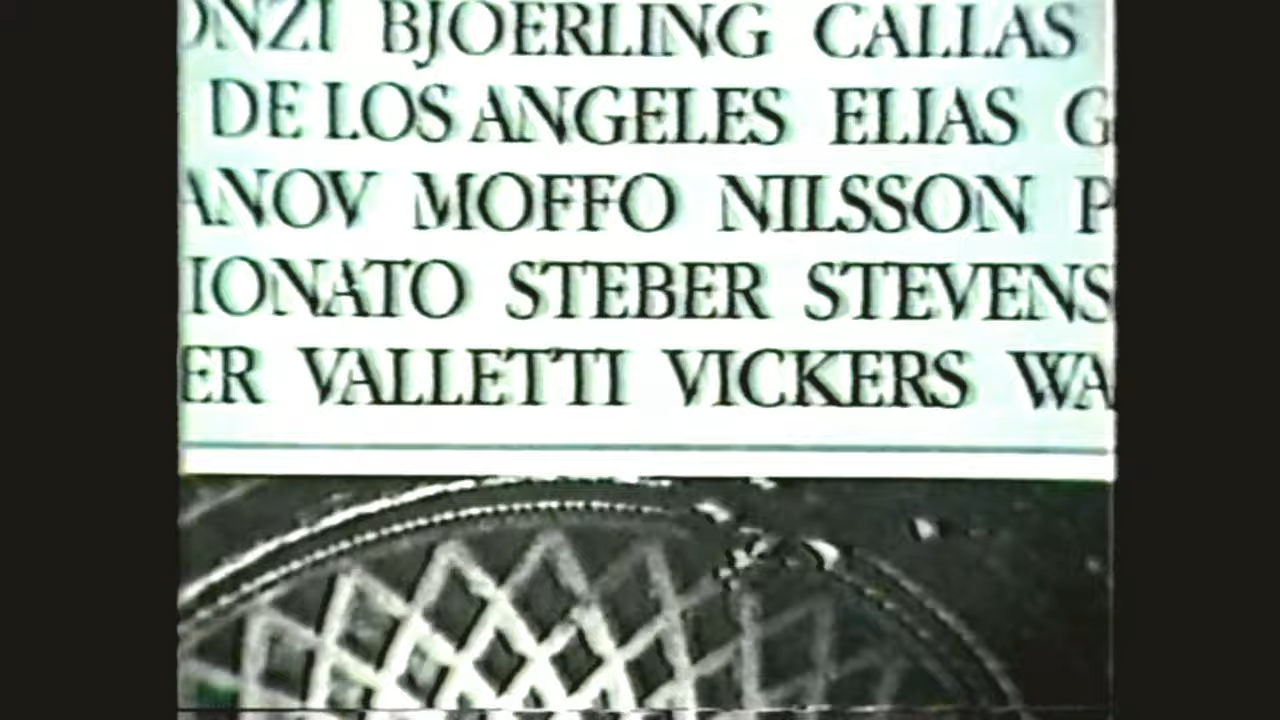 ONZI BJOERLING CALLAS
DE LOS ANGELES ELIAS G
ANOV MOFFO NILSSON P
IONATO STEBER STEVENS
ER VALLETTI VICKERS WA